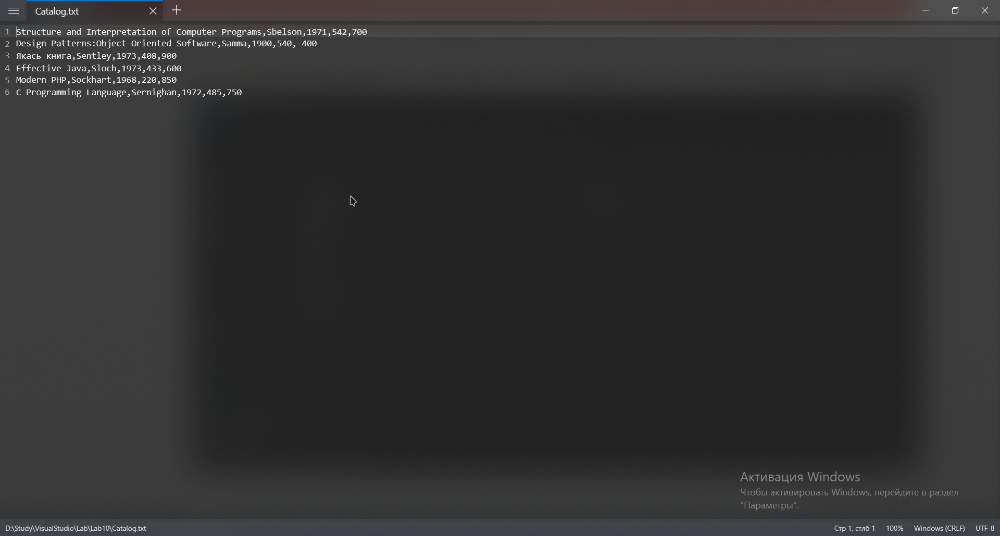 Catalog.txt
1 Structure and Interpretation of Computer Programs,Sbelson,1971,542,700
2 Design Patterns:Object-Oriented Software,Samma,1900,540,-400
3 Якась книга,Sentley,1973,408,900
4 Effective Java,Sloch,1973,433,600
5 Modern PHP,Sockhart,1968,220,850
6 C Programming Language,Sernighan,1972,485,750
Активация Windows
Чтобы активировать Windows, перейдите в раздел
"Параметры".
D:\Study\VisualStudio\Lab\Lab10\Catalog.txt Стр 1, стлб 1 100% Windows (CRLF) UTF-8